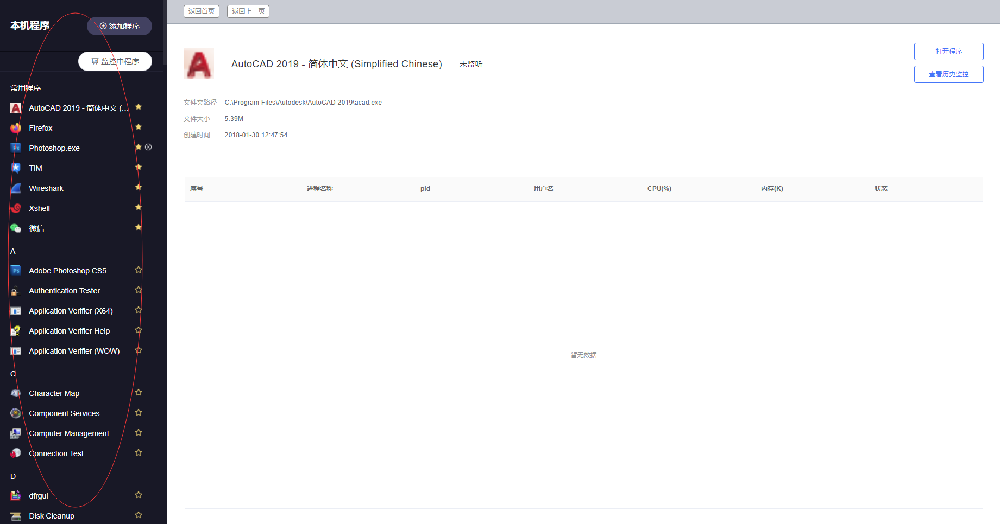 本机程序
添加程序
监控中程序
常用程序
AutoCAD 2019 - 简体中文 (...
Firefox
Photoshop.exe
TIM
Wireshark
Xshell
微信
A
Adobe Photoshop CS5
Authentication Tester
Application Verifier (X64)
Application Verifier Help
Application Verifier (WOW)
C
Character Map
Component Services
Computer Management
Connection Test
D
dfrgui
Disk Cleanup
返回首页 返回上一页
AutoCAD 2019 - 简体中文 (Simplified Chinese) 未监听
打开程序
查看历史监控
文件夹路径 C:\Program Files\Autodesk\AutoCAD 2019\acad.exe
文件大小 5.39M
创建时间 2018-01-30 12:47:54
序号 进程名称 pid 用户名 CPU(%) 内存(K) 状态
暂无数据